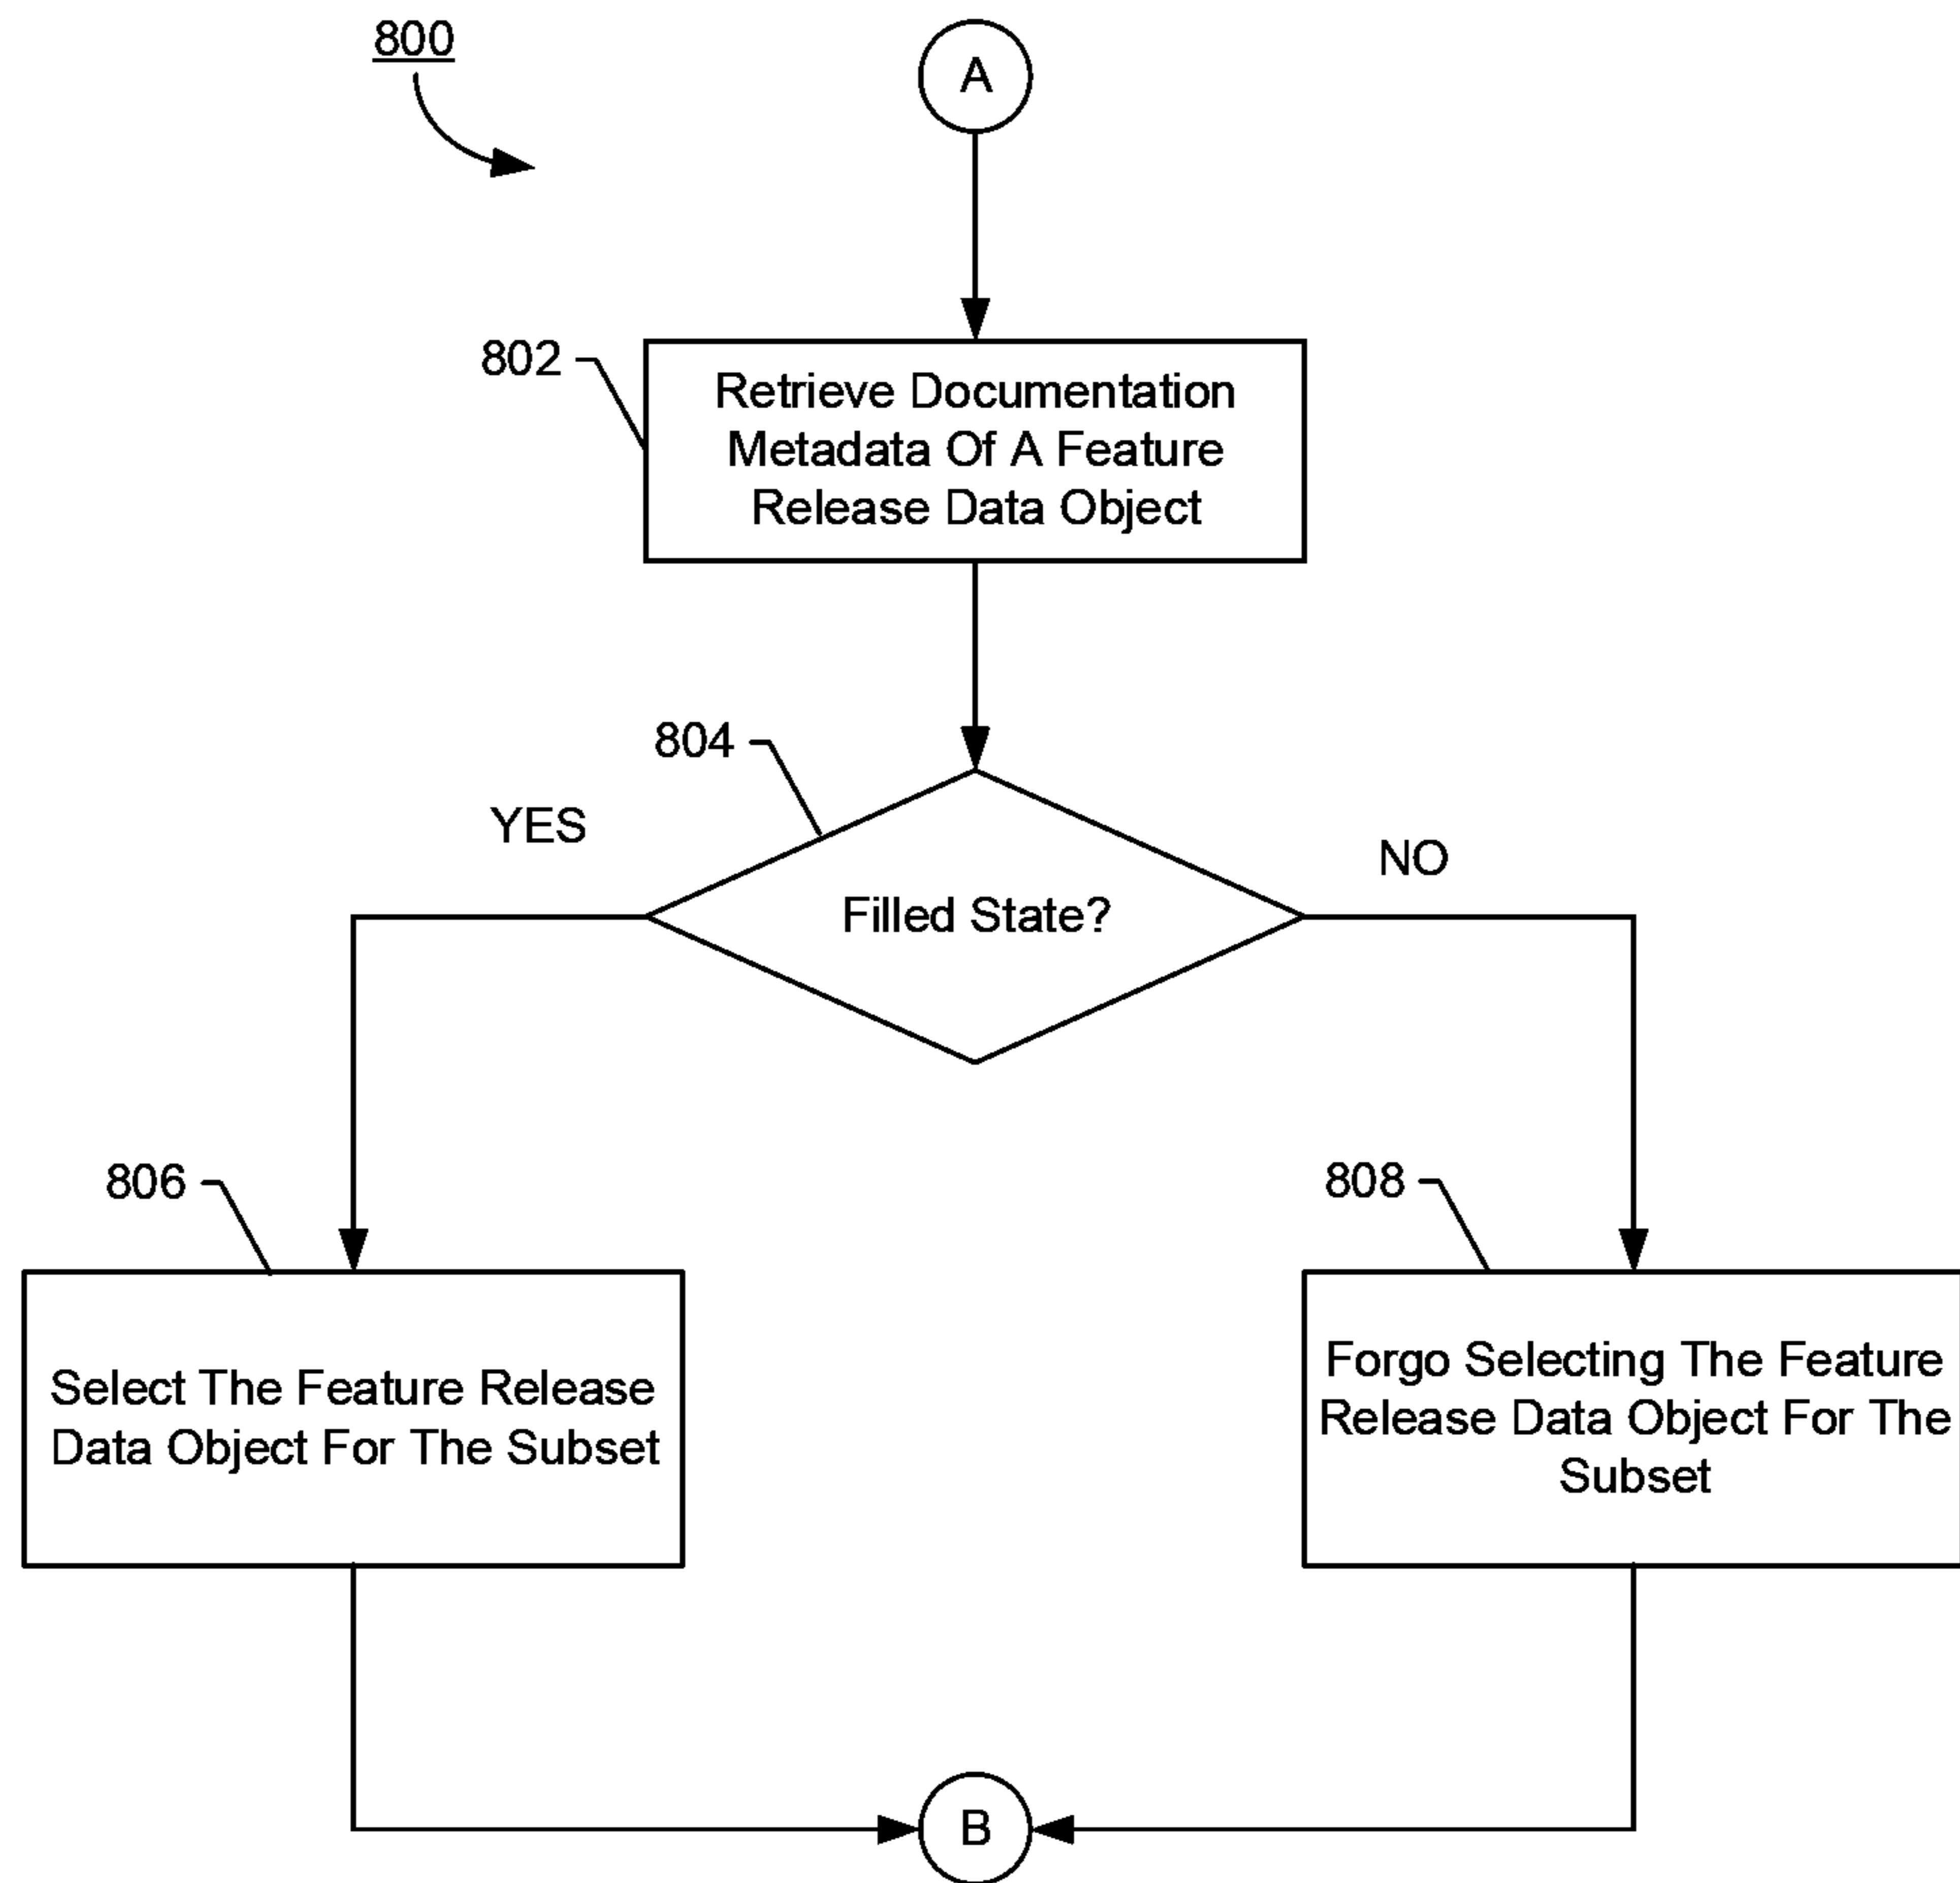 800
A
802
Retrieve Documentation
Metadata Of A Feature
Release Data Object
804
YES
NO
Filled State?
806
808
Select The Feature Release
Data Object For The Subset
Forgo Selecting The Feature
Release Data Object For The
Subset
B